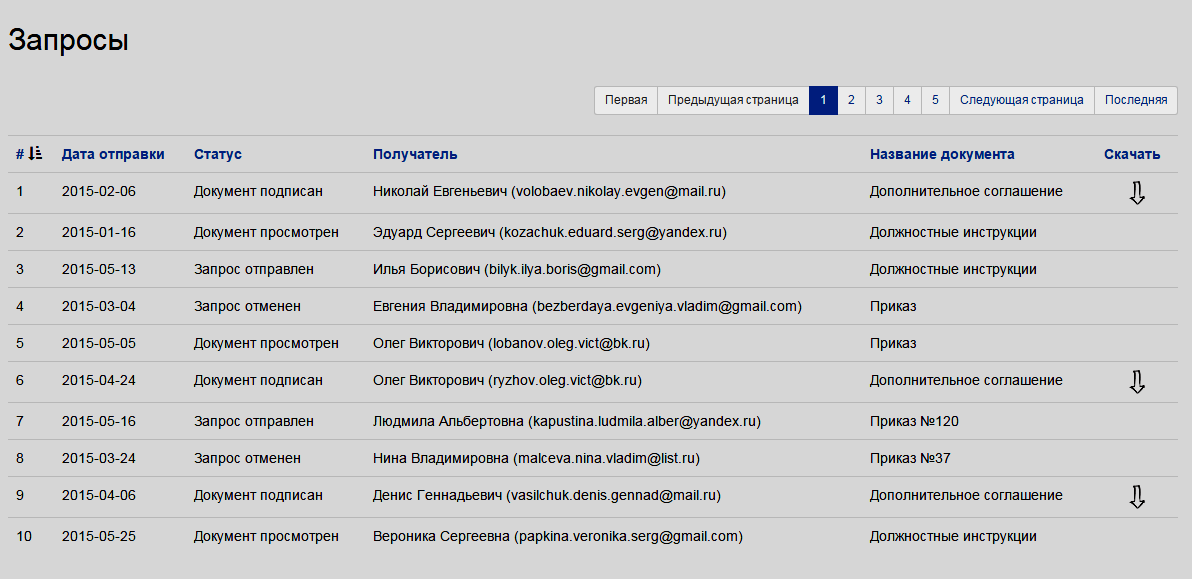 Запросы
Первая Предыдущая страница 1 2 3 4 5 Следующая страница Последняя
# Дата отправки Статус Получатель Название документа Скачать
1 2015-02-06 Документ подписан Николай Евгеньевич (volobaev.nikolay.evgen@mail.ru) Дополнительное соглашение
2 2015-01-16 Документ просмотрен Эдуард Сергеевич (kozachuk.eduard.serg@yandex.ru) Должностные инструкции
3 2015-05-13 Запрос отправлен Илья Борисович (bilyk.ilya.boris@gmail.com) Должностные инструкции
4 2015-03-04 Запрос отменен Евгения Владимировна (bezberdaya.evgeniya.vladim@gmail.com) Приказ
5 2015-05-05 Документ просмотрен Олег Викторович (lobanov.oleg.vict@bk.ru) Приказ
6 2015-04-24 Документ подписан Олег Викторович (ryzhov.oleg.vict@bk.ru) Дополнительное соглашение
7 2015-05-16 Запрос отправлен Людмила Альбертовна (kapustina.ludmila.alber@yandex.ru) Приказ №120
8 2015-03-24 Запрос отменен Нина Владимировна (malceva.nina.vladim@list.ru) Приказ №37
9 2015-04-06 Документ подписан Денис Геннадьевич (vasilchuk.denis.gennad@mail.ru) Дополнительное соглашение
10 2015-05-25 Документ просмотрен Вероника Сергеевна (papkina.veronika.serg@gmail.com) Должностные инструкции